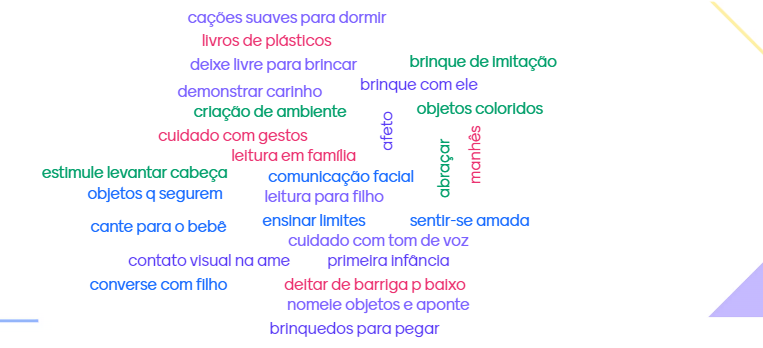 cações suaves para dormir
livros de plásticos
deixe livre para brincar
brinque de imitação
demonstrar carinho
brinque com ele
criação de ambiente
objetos coloridos
cuidado com gestos
afeto
manhês
leitura em família
abraçar
estimule levantar cabeça
comunicação facial
objetos q segurem
leitura para filho
cante para o bebê
ensinar limites
sentir-se amada
cuidado com tom de voz
contato visual na ame
primeira infância
converse com filho
deitar de barriga p baixo
nomeie objetos e aponte
brinquedos para pegar